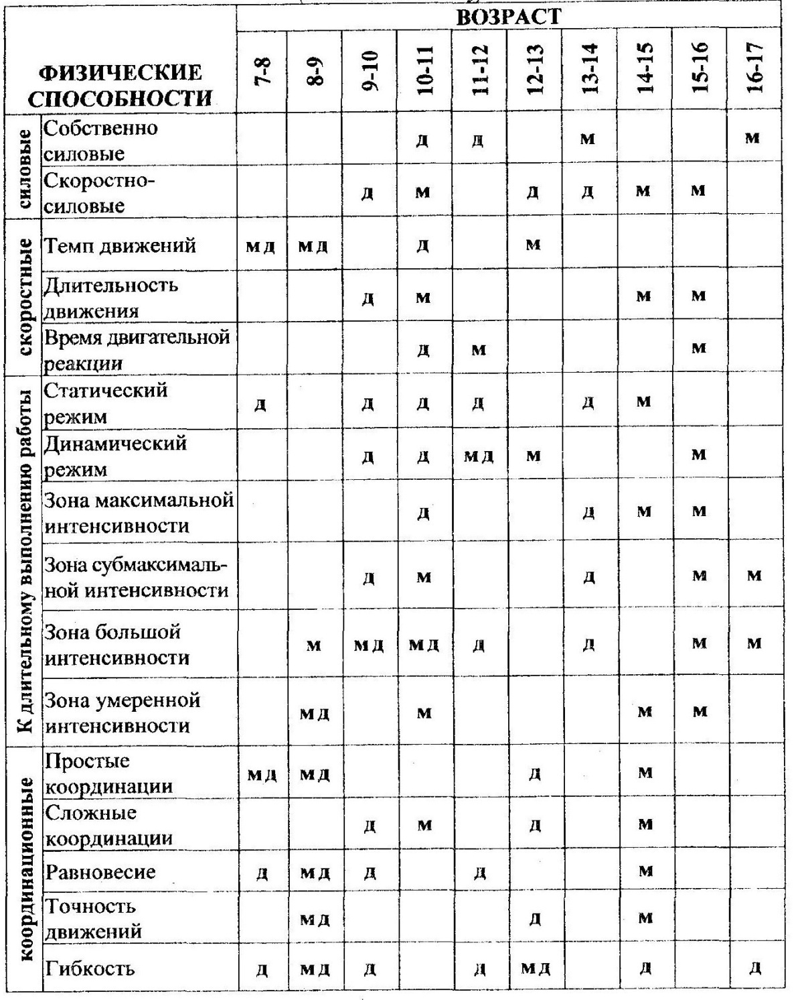 ВОЗРАСТ
ФИЗИЧЕСКИЕ
СПОСОБНОСТИ
7-8 8-9 9-10 10-11 11-12 12-13 13-14 14-15 15-16 16-17
силовые
Собственно
силовые
д д м м
Скоростно-
силовые
д м д д м м
скоростные
Темп движений м д м д д м
Длительность
движения
д м м м
Время двигательной
реакции
д м м
К длительному выполнению работы
Статический
режим
д д д д д м
Динамический
режим
д д м д м м
Зона максимальной
интенсивности
д д м м
Зона субмаксималь-
ной интенсивности
д м д м м
Зона большой
интенсивности
м м д м д д д м м
Зона умеренной
интенсивности
м д м м м
координационные
Простые
координации
м д м д д м
Сложные
координации
д м д м
Равновесие д м д д д м
Точность
движений
м д д м
Гибкость д м д д д м д д д